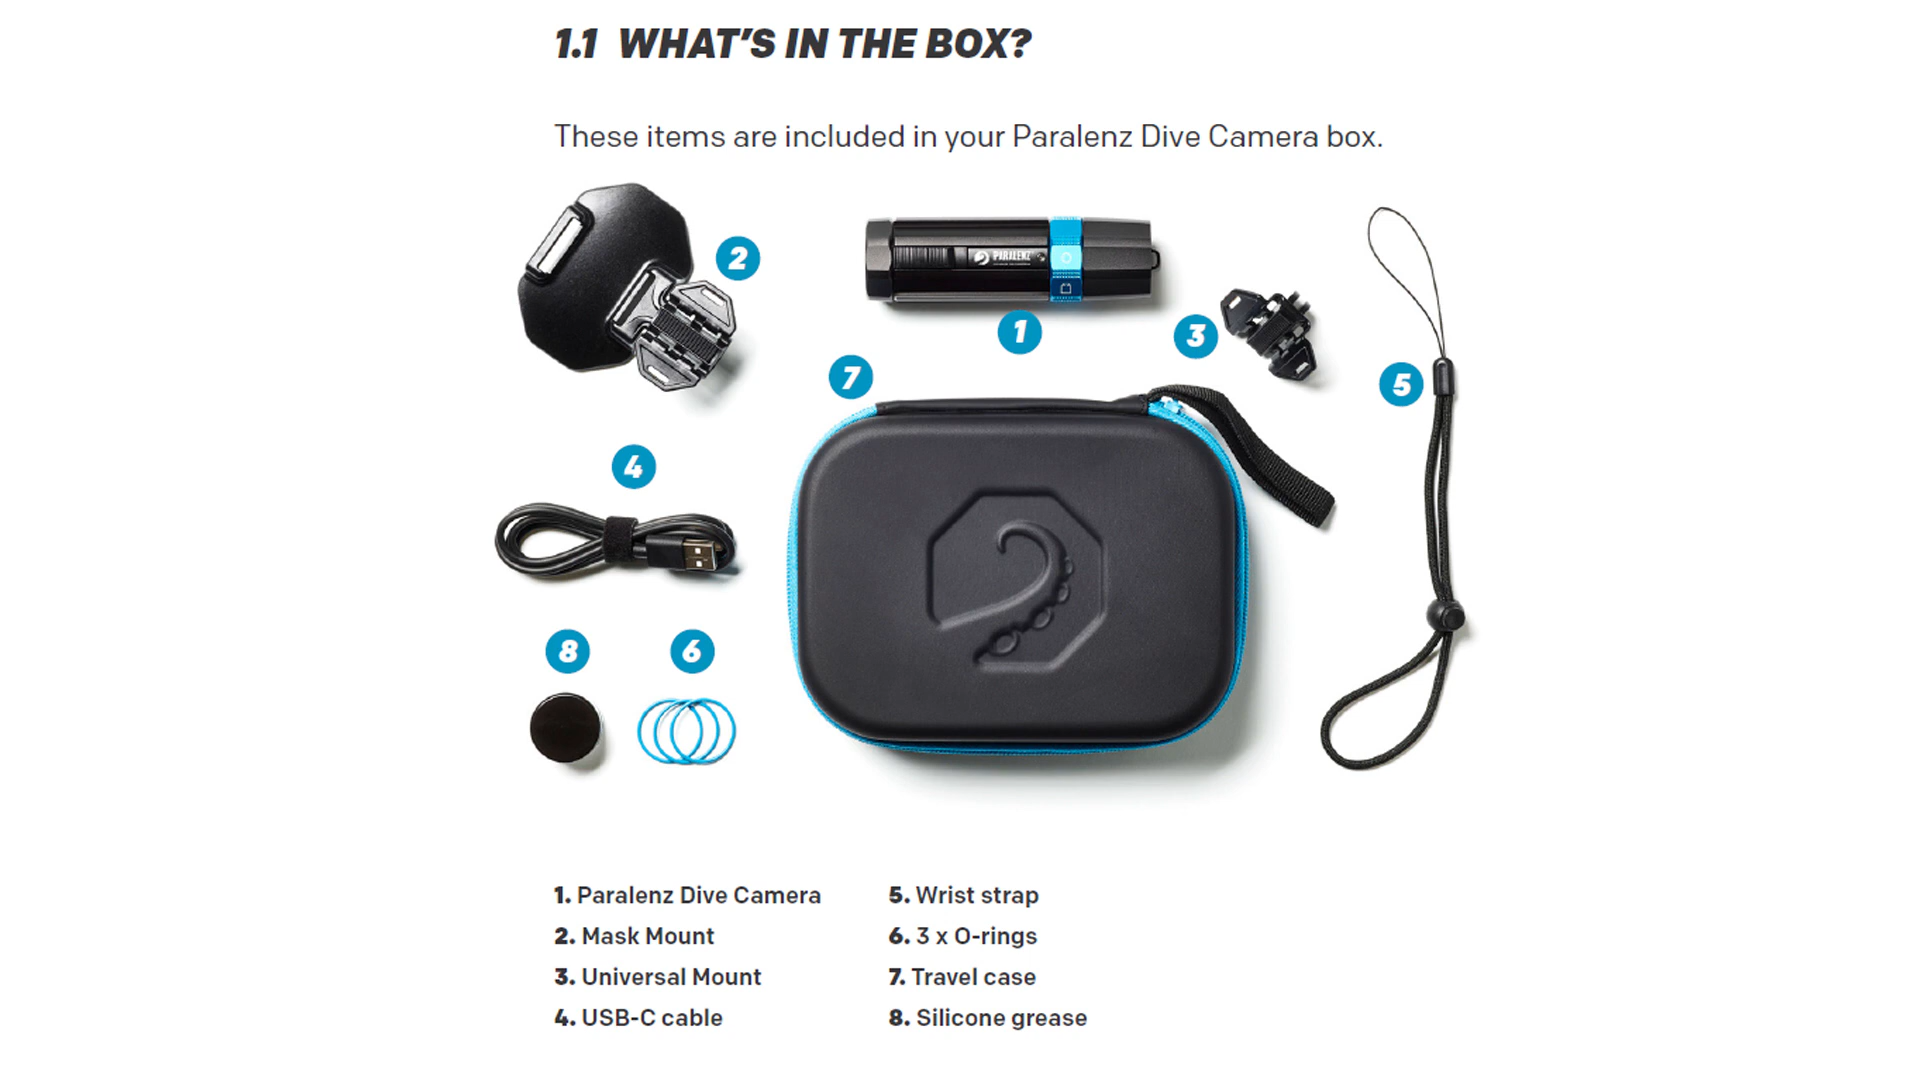 1.1 WHAT'S IN THE BOX?
These items are included in your Paralenz Dive Camera box.
2
PARALENZ
1
3
7
5
4
8
6
1. Paralenz Dive Camera
2. Mask Mount
3. Universal Mount
4. USB-C cable
5. Wrist strap
6. 3 x O-rings
7. Travel case
8. Silicone grease